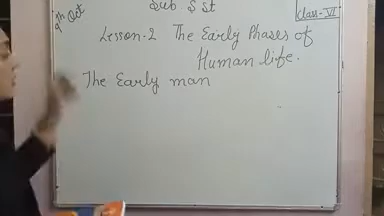 9th Oct
Sub S st
Class-VI
Lesson-2 The Early Phases of
Human life.
The Early man